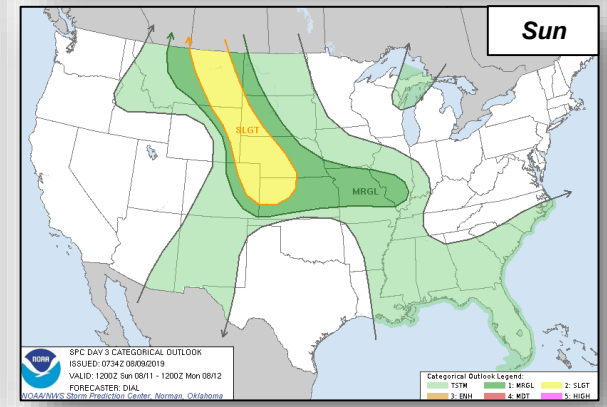 Sun
SLGT
MRGL
SPC DAY 3 CATEGORICAL OUTLOOK
ISSUED: 0734Z 08/09/2019
VALID: 1200Z Sun 08/11 - 1200Z Mon 08/12
FORECASTER: DIAL
NOAA/NWS Storm Prediction Center, Norman, Oklahoma
NOAA
Categorical Outlook Legend:
TSTM 1: MRGL 2: SLGT
3: ENH 4: MDT 5: HIGH